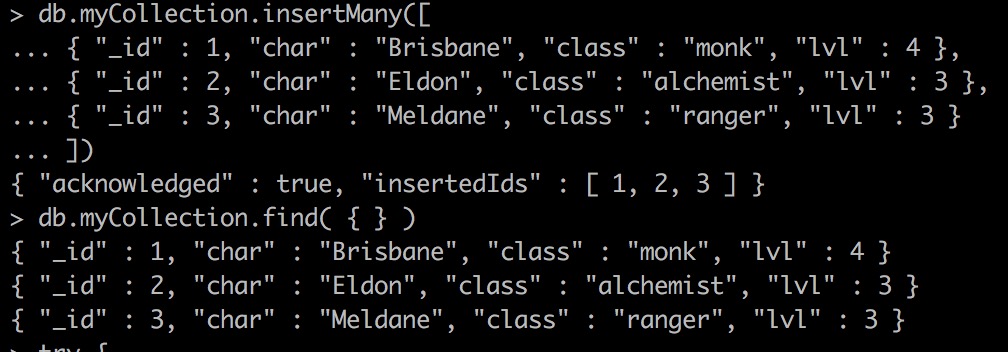 > db.myCollection.insertMany([
... { "_id" : 1, "char" : "Brisbane", "class" : "monk", "lvl" : 4 },
... { "_id" : 2, "char" : "Eldon", "class" : "alchemist", "lvl" : 3 },
... { "_id" : 3, "char" : "Meldane", "class" : "ranger", "lvl" : 3 }
... ])
{ "acknowledged" : true, "insertedIds" : [ 1, 2, 3 ] }
> db.myCollection.find( { } )
{ "_id" : 1, "char" : "Brisbane", "class" : "monk", "lvl" : 4 }
{ "_id" : 2, "char" : "Eldon", "class" : "alchemist", "lvl" : 3 }
{ "_id" : 3, "char" : "Meldane", "class" : "ranger", "lvl" : 3 }
> try {